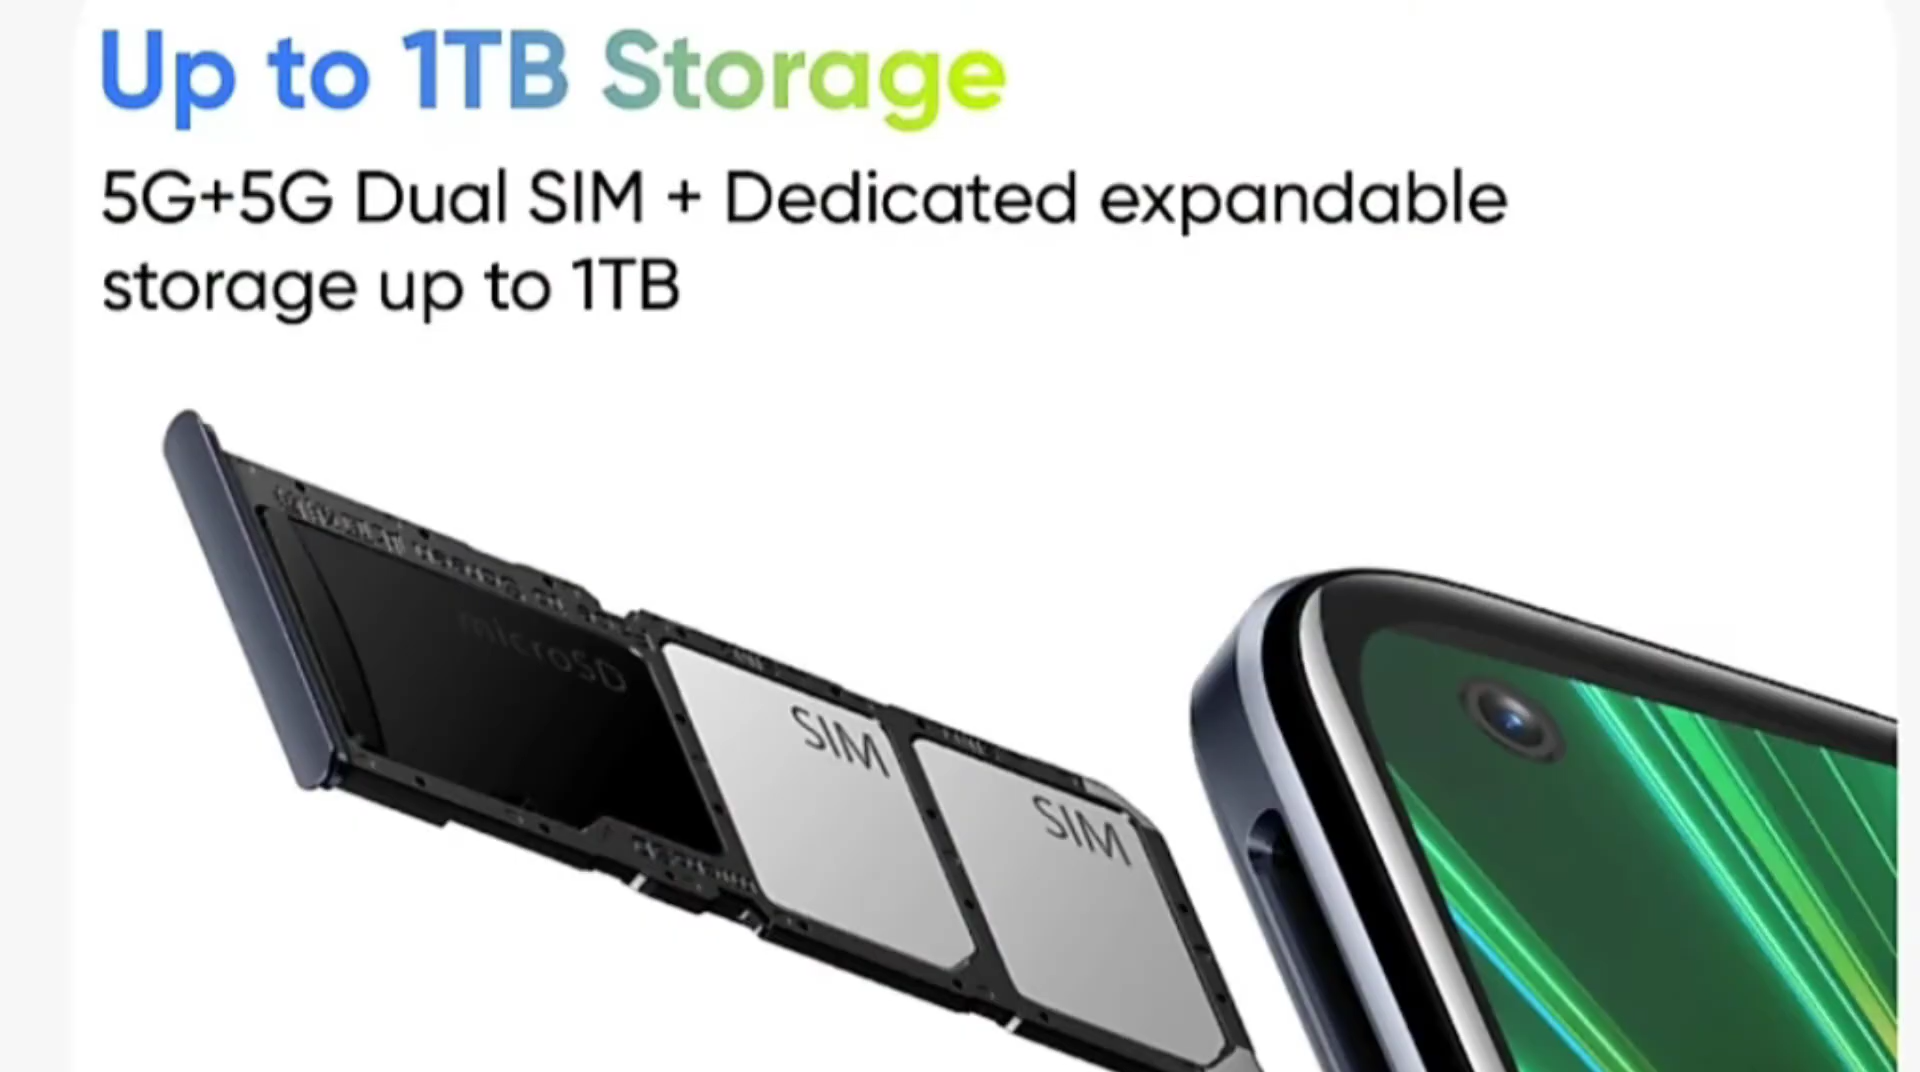 Up to 1TB Storage
5G+5G Dual SIM + Dedicated expandable
storage up to 1TB
microSD
SIM
SIM